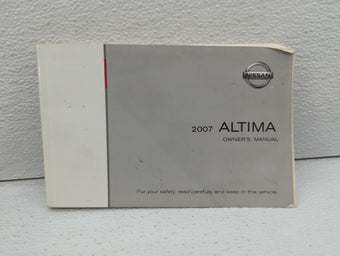 NISSAN
2007 ALTIMA
OWNER'S MANUAL
For your safety, read carefully and keep in this vehicle.